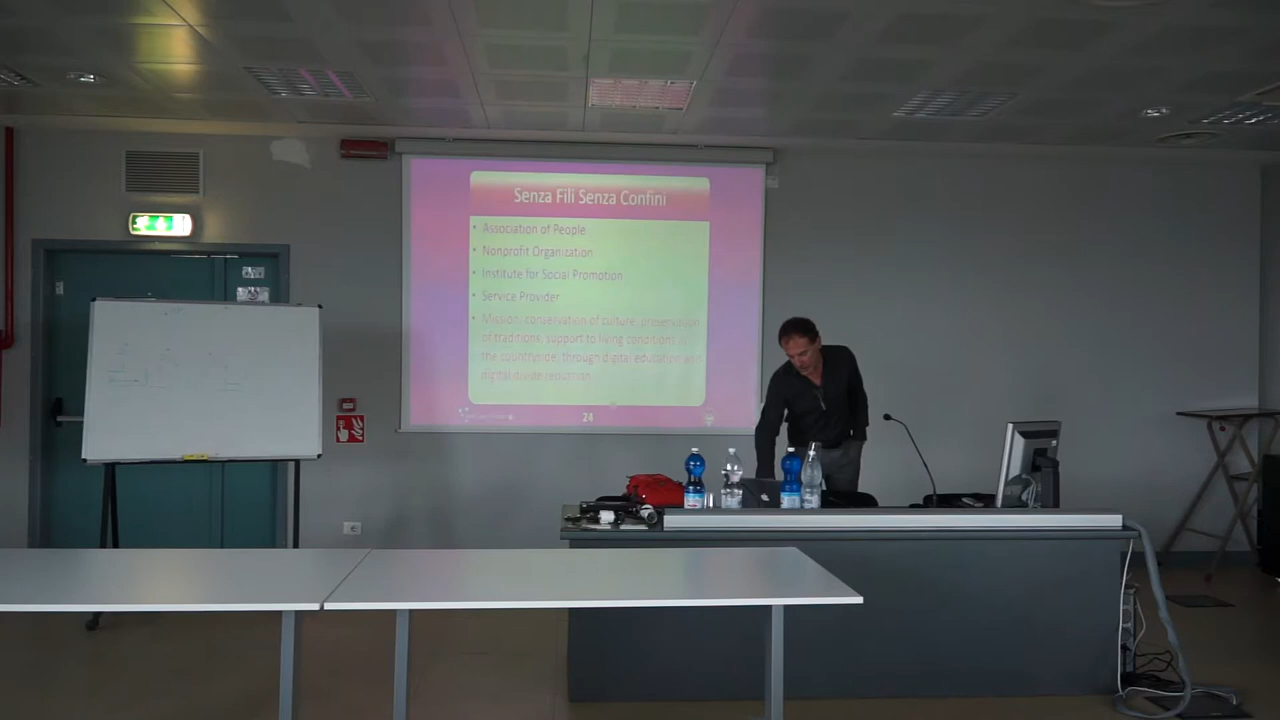 Senza Fili Senza Confini
• Association of People
• Nonprofit Organization
• Institute for Social Promotion
• Service Provider
• Mission: conservation of culture, preservation
of traditions, support to living conditions in
the countryside, through digital education and
digital divide reduction
24